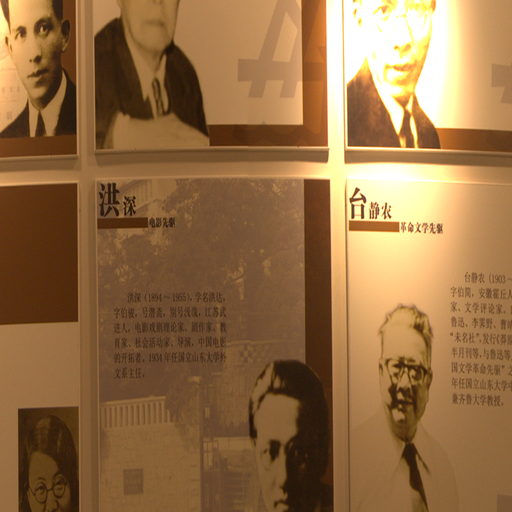 洪深
电影先驱
洪深（1894～1955），学名洪达，
字伯骏，号潜斋，别号浅哉，江苏武
进人，电影戏剧理论家、剧作家、教
育家、社会活动家、导演，中国电影
的开拓者，1934年任国立山东大学外
文系主任。
台静农
革命文学先驱
台静农（1903～
字伯简，安徽霍丘人
家、文学评论家。
鲁迅、李霁野、曹靖
“未名社”，发行《莽原
半月刊等，与鲁迅等
国文学革命先驱”之
年任国立山东大学中
兼齐鲁大学教授。